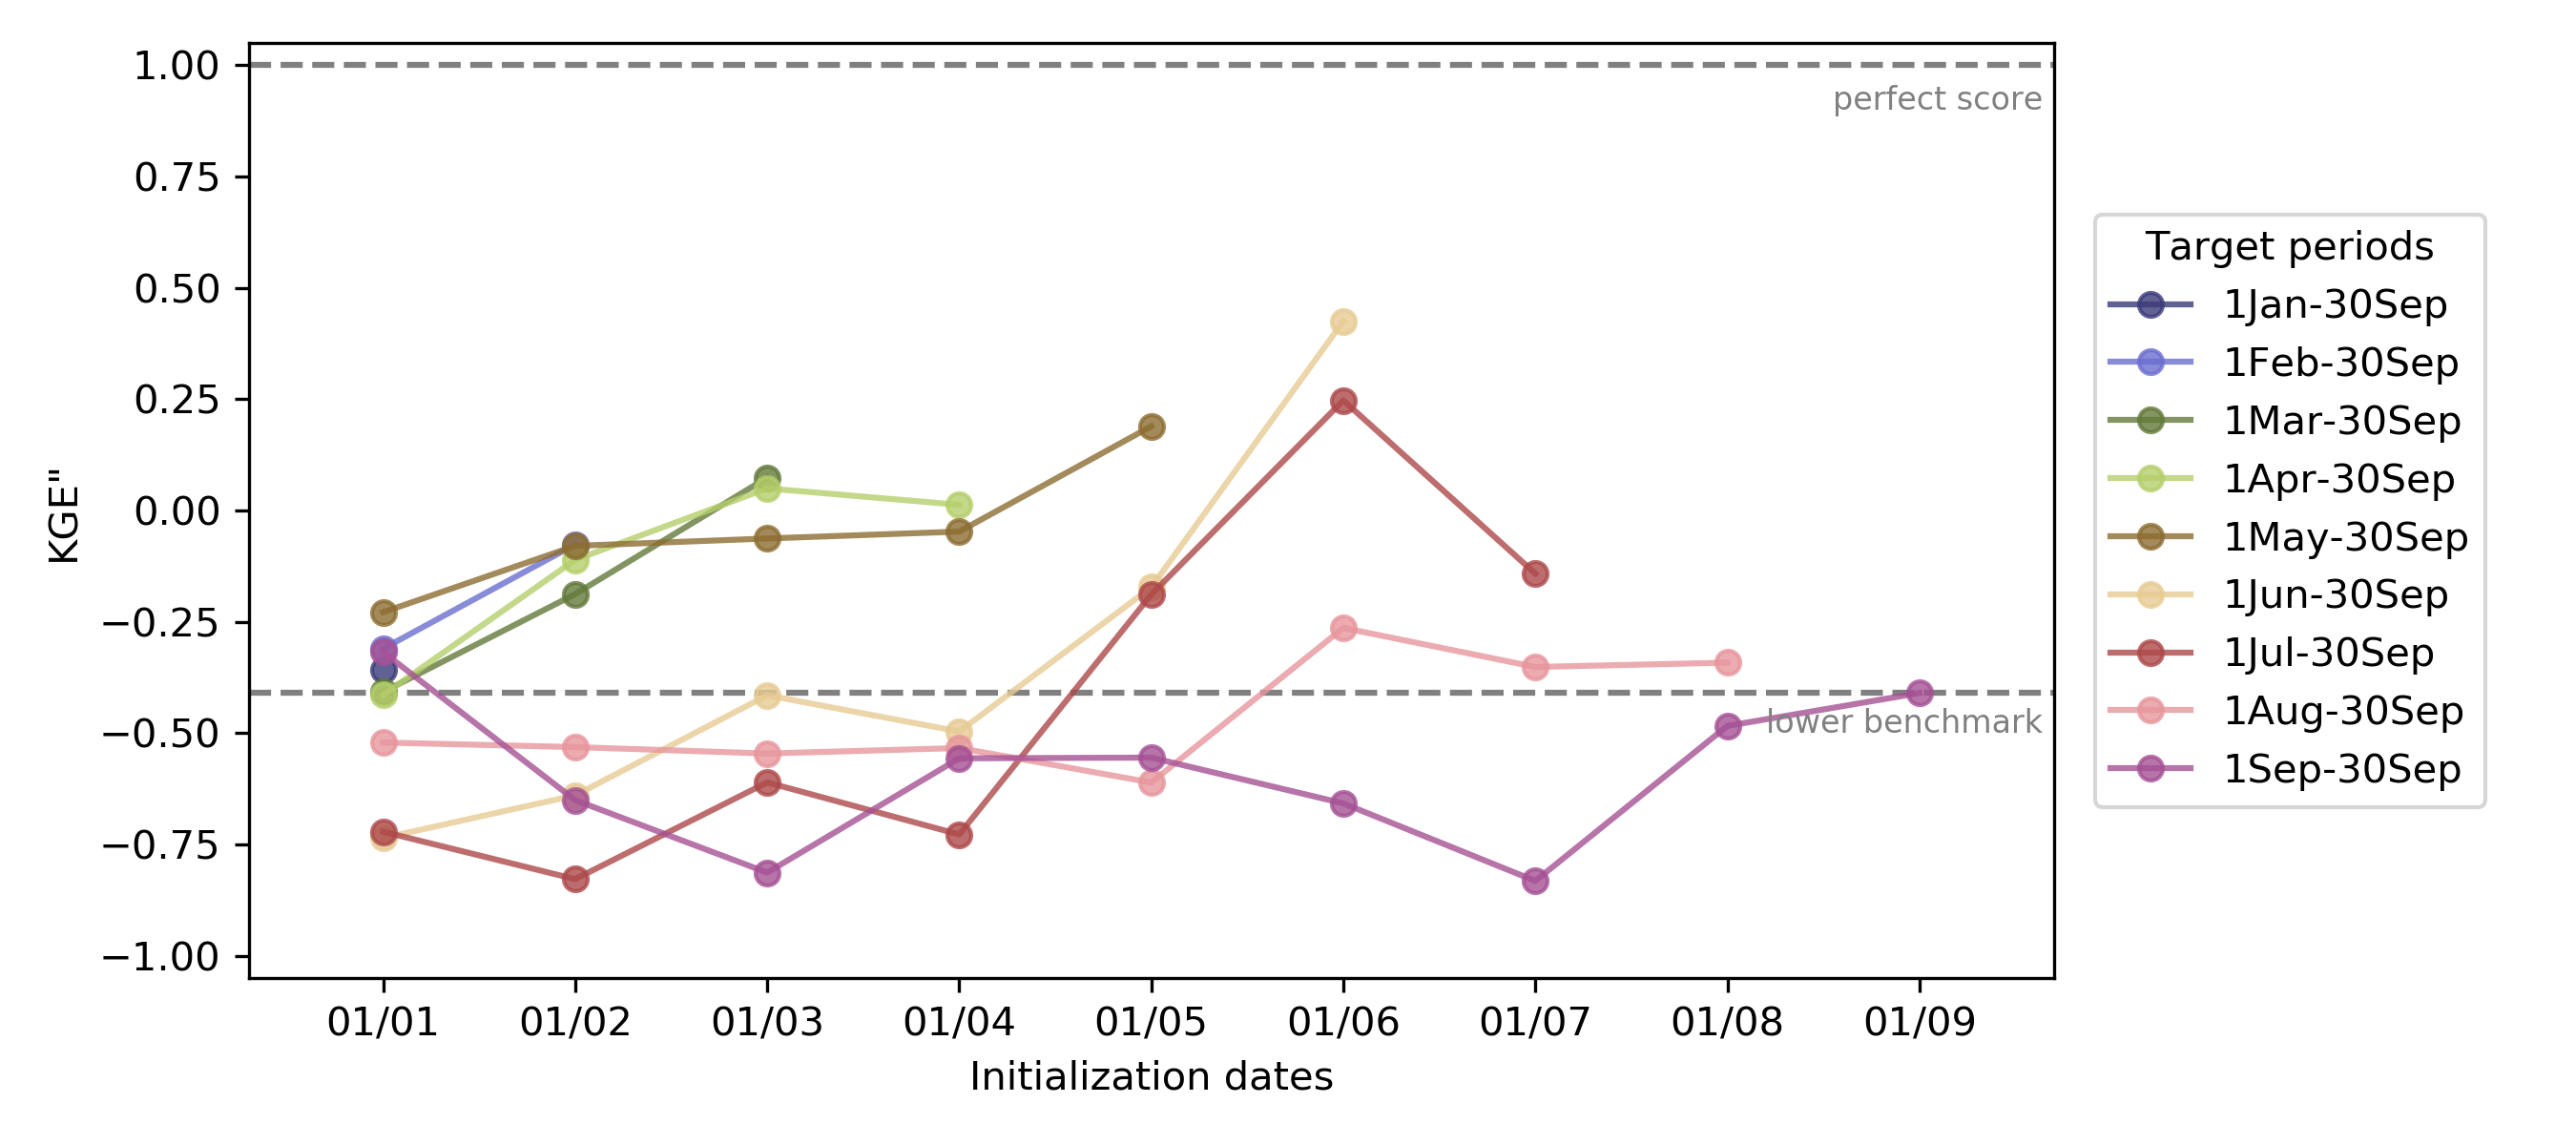 1.00
0.75
0.50
0.25
0.00
−0.25
−0.50
−0.75
−1.00
KGE"
perfect score
lower benchmark
01/01 01/02 01/03 01/04 01/05 01/06 01/07 01/08 01/09
Initialization dates
Target periods
1Jan-30Sep
1Feb-30Sep
1Mar-30Sep
1Apr-30Sep
1May-30Sep
1Jun-30Sep
1Jul-30Sep
1Aug-30Sep
1Sep-30Sep